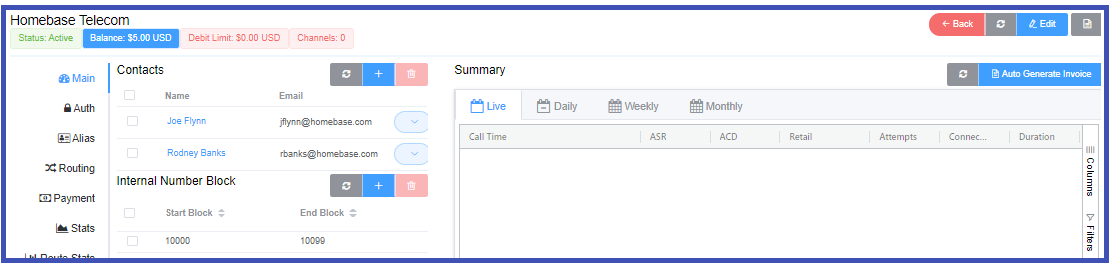 Homebase Telecom
← Back
Edit
Status: Active
Balance: $5.00 USD
Debit Limit: $0.00 USD
Channels: 0
Main
Auth
Alias
Routing
Payment
Stats
Contacts
Name Email
Joe Flynn jflynn@homebase.com
Rodney Banks rbanks@homebase.com
Internal Number Block
Start Block End Block
10000 10099
Summary
Auto Generate Invoice
Live Daily Weekly Monthly
Call Time ASR ACD Retail Attempts Connec... Duration
Columns
Filters